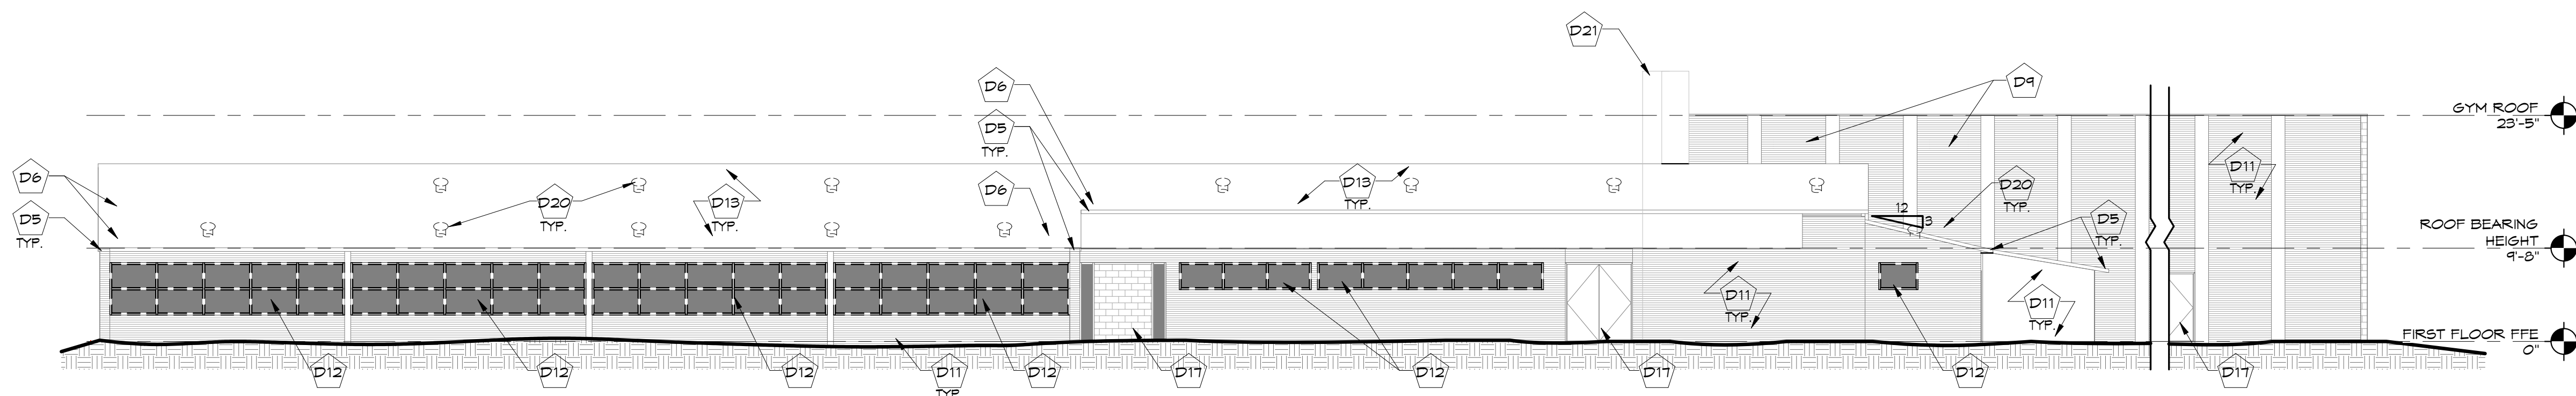 D21
D6
D9
GYM ROOF
23'-5"
D5
TYP.
D11
TYP.
D6
D6
D13
TYP.
D20
TYP.
D20
TYP.
D13
TYP.
D5
TYP.
12
3
D5
TYP.
ROOF BEARING
HEIGHT
9'-8"
D11
TYP.
D11
TYP.
FIRST FLOOR FFE
0"
D12
D12
D12
D11
TYP.
D12
D17
D12
D17
D12
D17